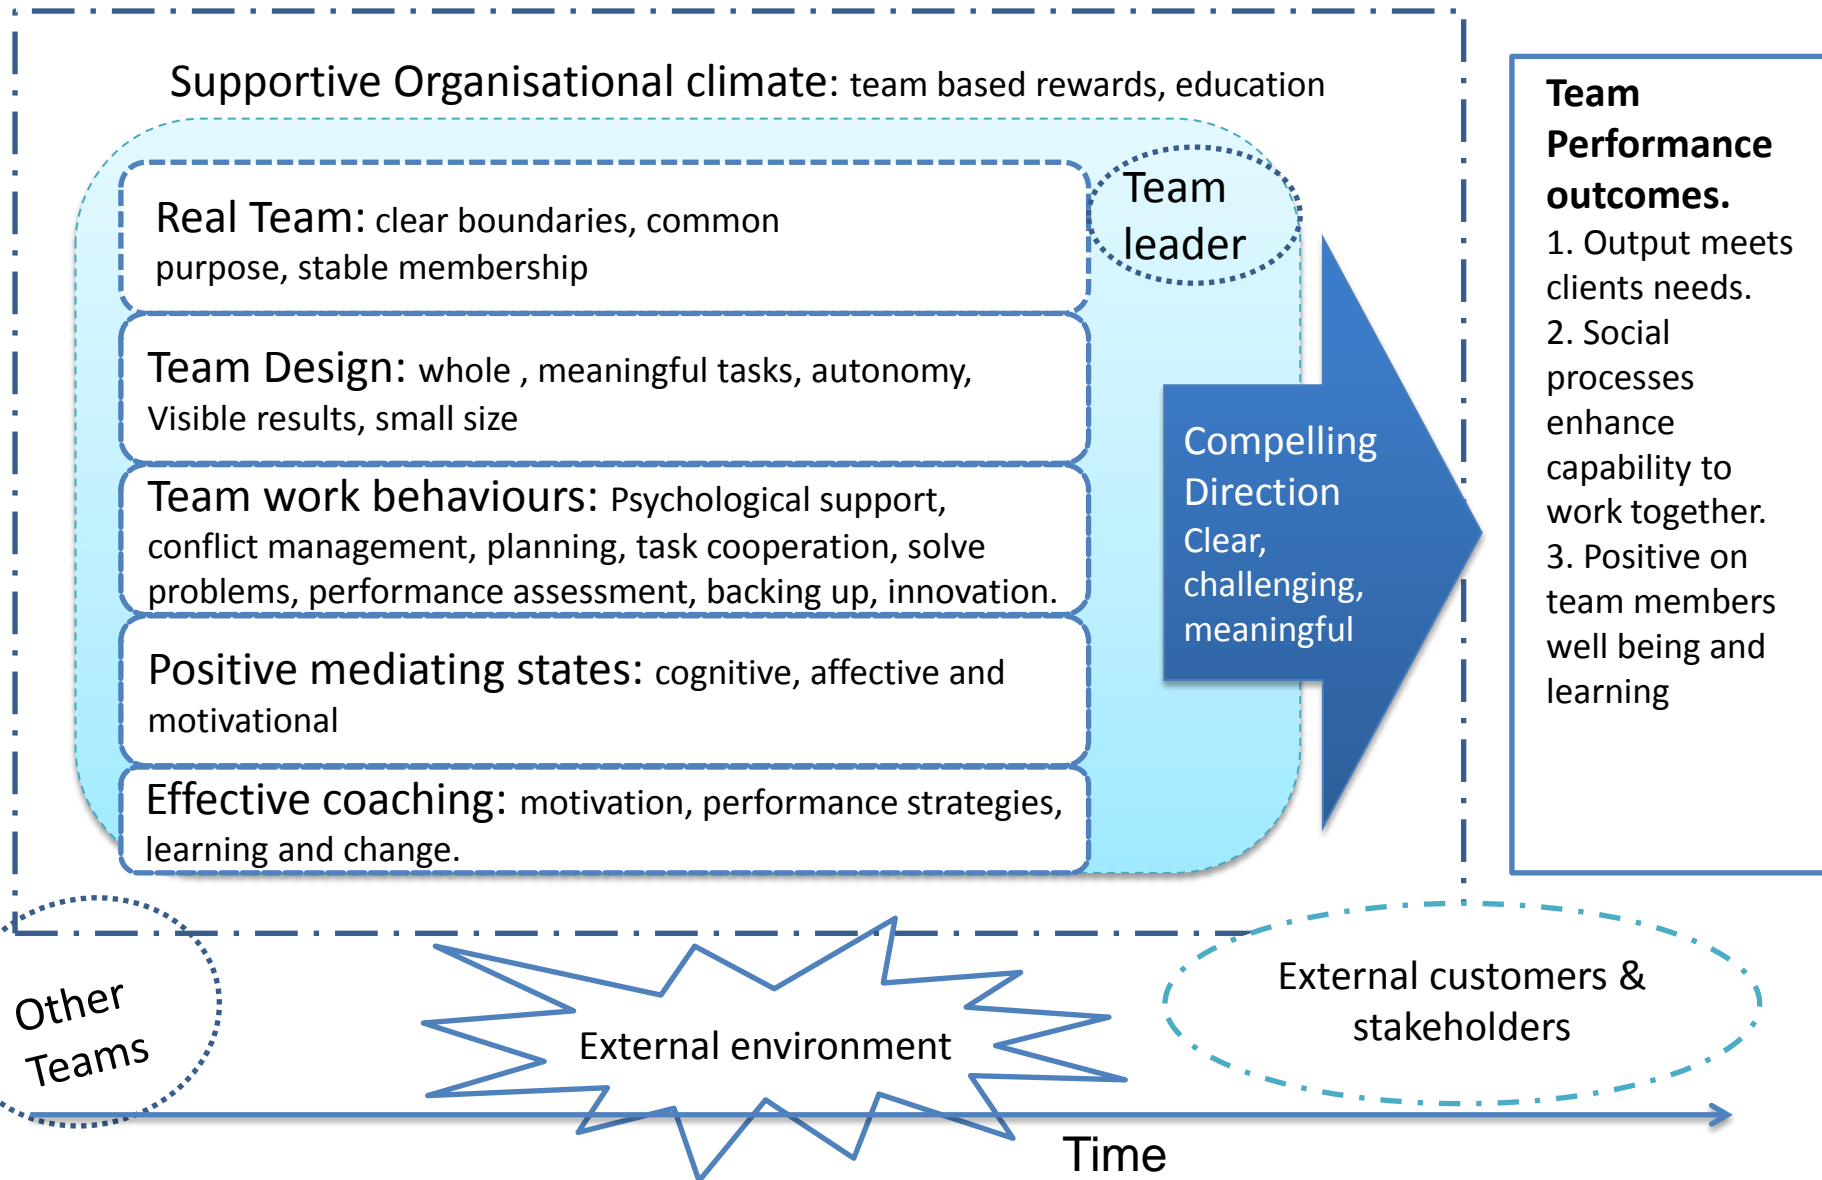 Supportive Organisational climate: team based rewards, education
Real Team: clear boundaries, common
purpose, stable membership
Team
leader
Team Design: whole , meaningful tasks, autonomy,
Visible results, small size
Team work behaviours: Psychological support,
conflict management, planning, task cooperation, solve
problems, performance assessment, backing up, innovation.
Positive mediating states: cognitive, affective and
motivational
Effective coaching: motivation, performance strategies,
learning and change.
Compelling
Direction
Clear,
challenging,
meaningful
Team
Performance
outcomes.
1. Output meets
clients needs.
2. Social
processes
enhance
capability to
work together.
3. Positive on
team members
well being and
learning
Other
Teams
External environment
External customers &
stakeholders
Time